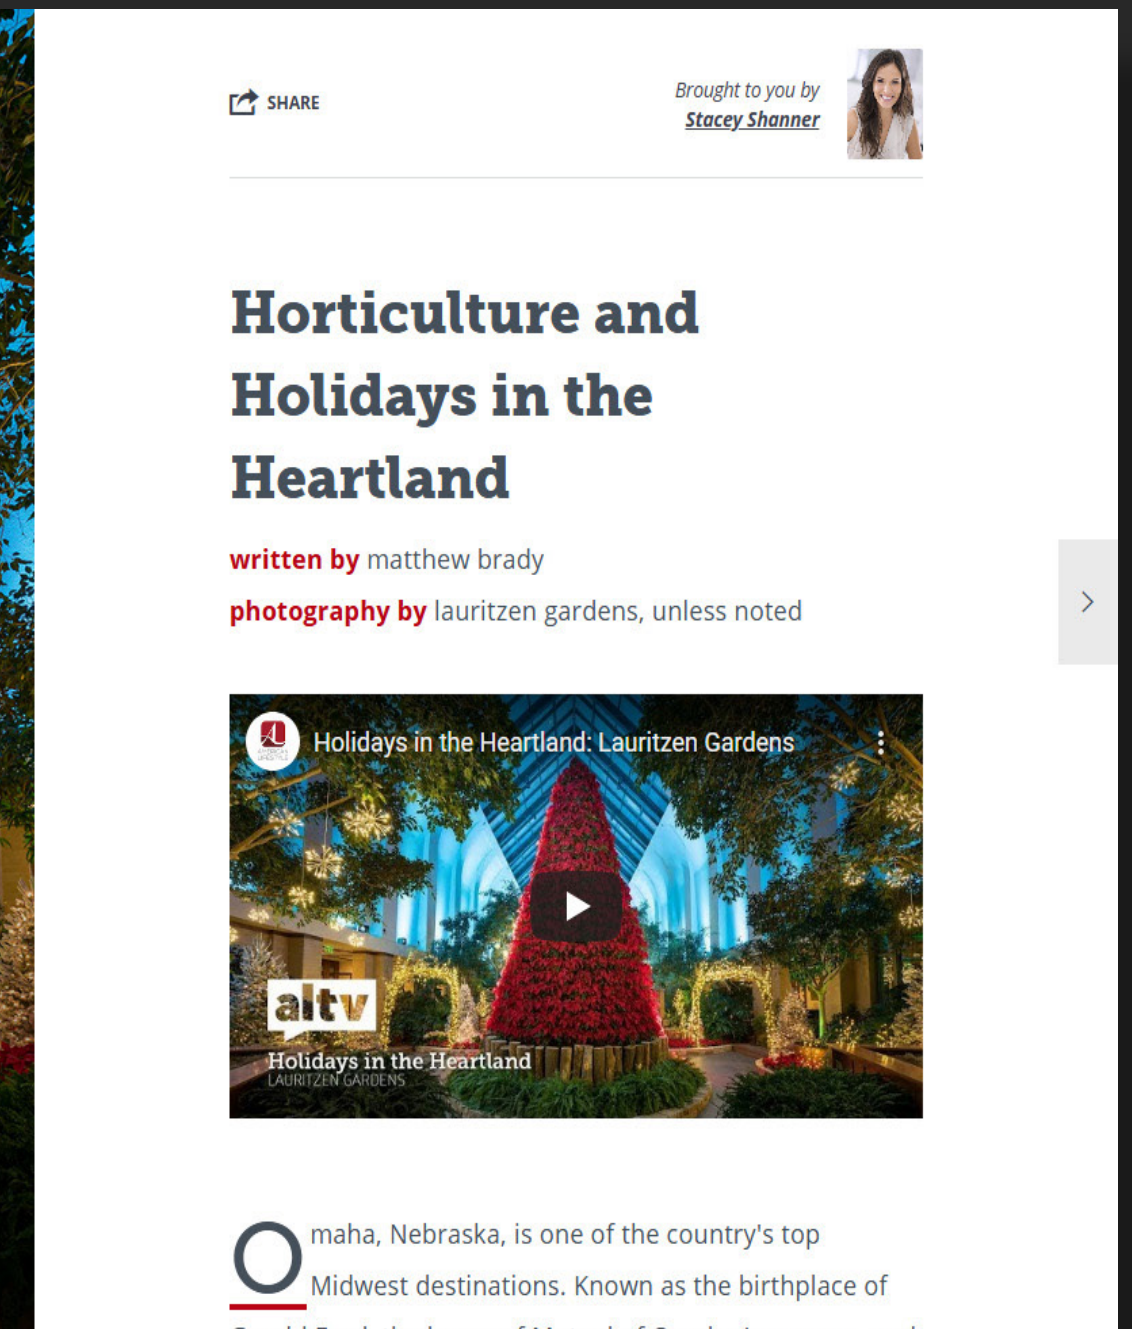 SHARE
Brought to you by
Stacey Shanner
Horticulture and
Holidays in the
Heartland
written by matthew brady
photography by lauritzen gardens, unless noted
Holidays in the Heartland: Lauritzen Gardens
altv
Holidays in the Heartland
LAURITZEN GARDENS
Omaha, Nebraska, is one of the country's top
Midwest destinations. Known as the birthplace of